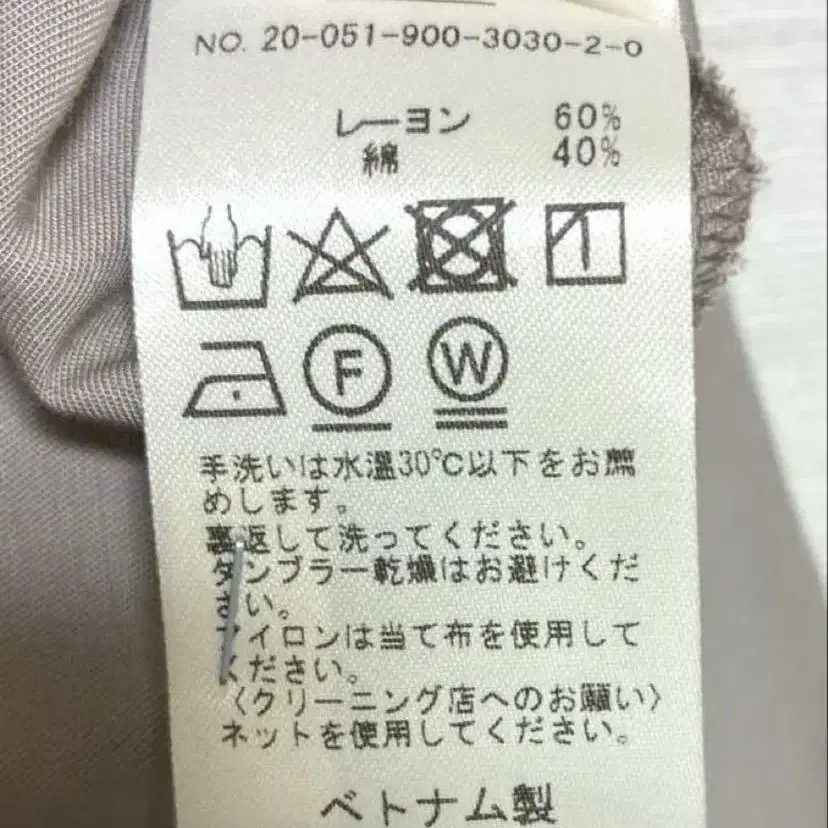 NO. 20-051-900-3030-2-0
レーヨン 60%
綿 40%
F W
手洗いは水温30℃以下をお薦
めします。
裏返して洗ってください。
タンブラー乾燥はお避けくだ
さい。
アイロンは当て布を使用して
ください。
〈クリーニング店へのお願い〉
ネットを使用してください。
ベトナム製